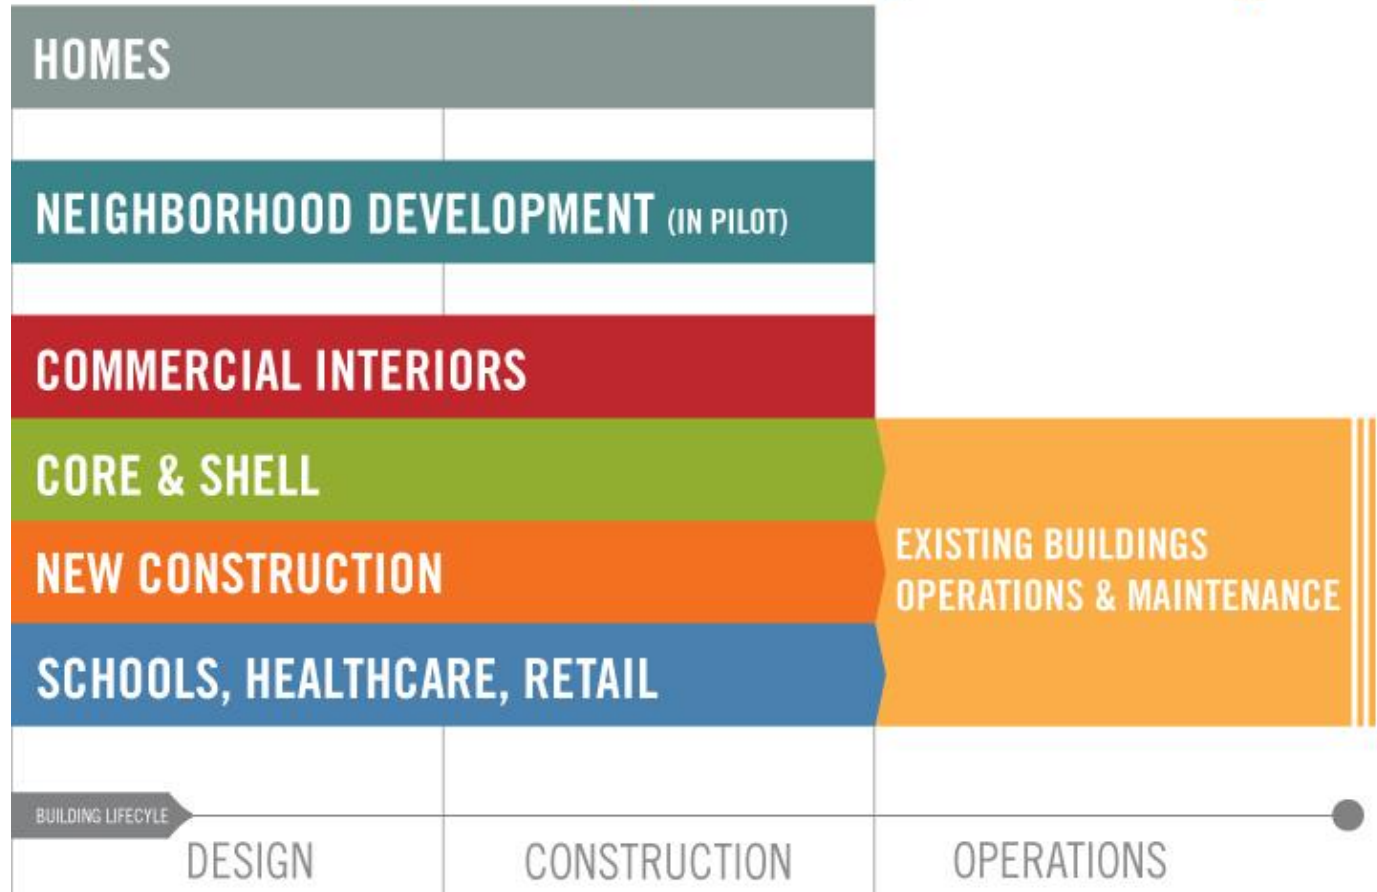 HOMES
NEIGHBORHOOD DEVELOPMENT (IN PILOT)
COMMERCIAL INTERIORS
CORE & SHELL
NEW CONSTRUCTION
SCHOOLS, HEALTHCARE, RETAIL
EXISTING BUILDINGS
OPERATIONS & MAINTENANCE
BUILDING LIFECYLE
DESIGN
CONSTRUCTION
OPERATIONS